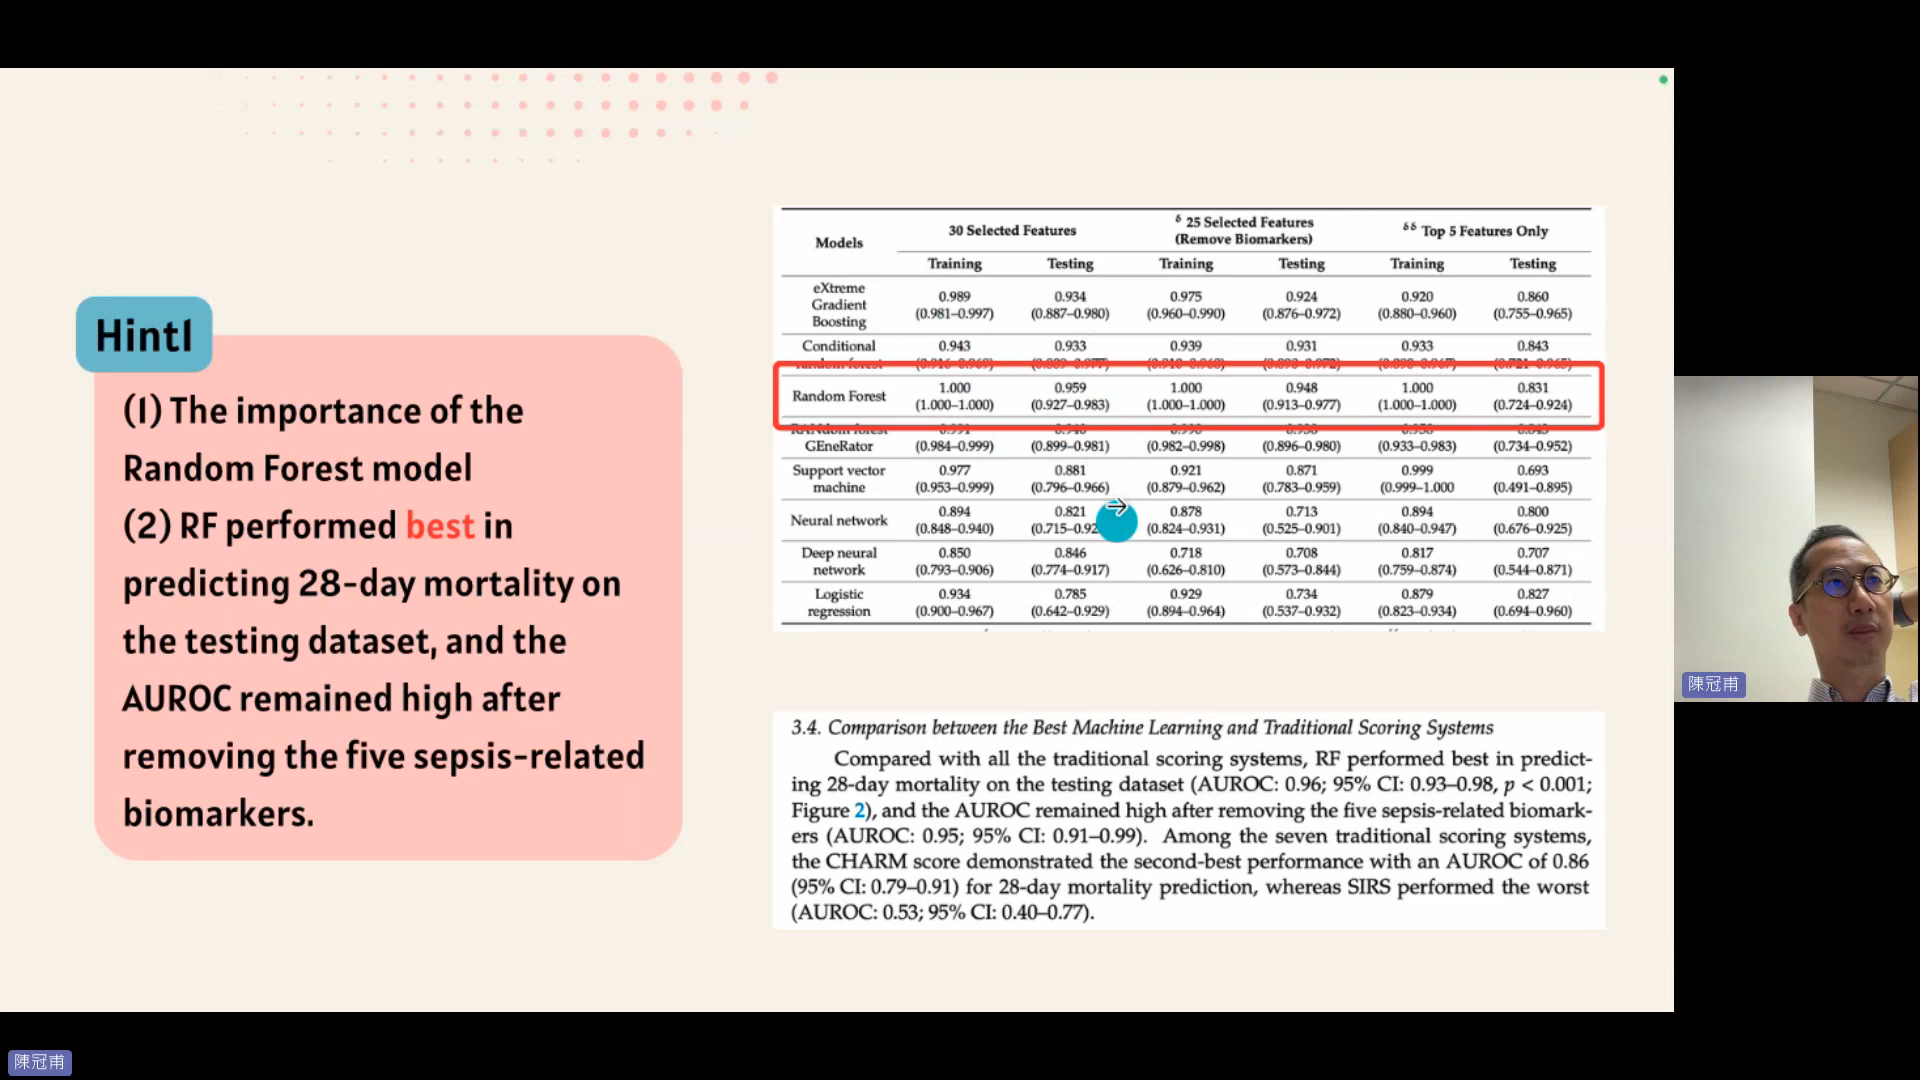 Hint1
(1) The importance of the
Random Forest model
(2) RF performed best in
predicting 28-day mortality on
the testing dataset, and the
AUROC remained high after
removing the five sepsis-related
biomarkers.
Models 30 Selected Features δ 25 Selected Features (Remove Biomarkers) δδ Top 5 Features Only
Training Testing Training Testing Training Testing
eXtreme Gradient Boosting 0.989 0.934 0.975 0.924 0.920 0.860
(0.981–0.997) (0.887–0.980) (0.960–0.990) (0.876–0.972) (0.880–0.960) (0.755–0.965)
Conditional 0.943 0.933 0.939 0.931 0.933 0.843
random forest
Random Forest 1.000 0.959 1.000 0.948 1.000 0.831
(1.000–1.000) (0.927–0.983) (1.000–1.000) (0.913–0.977) (1.000–1.000) (0.724–0.924)
RANdom forest
GEneRator (0.984–0.999) (0.899–0.981) (0.982–0.998) (0.896–0.980) (0.933–0.983) (0.734–0.952)
Support vector 0.977 0.881 0.921 0.871 0.999 0.693
machine (0.953–0.999) (0.796–0.966) (0.879–0.962) (0.783–0.959) (0.999–1.000 (0.491–0.895)
Neural network 0.894 0.821 0.878 0.713 0.894 0.800
(0.848–0.940) (0.715–0.92 (0.824–0.931) (0.525–0.901) (0.840–0.947) (0.676–0.925)
Deep neural 0.850 0.846 0.718 0.708 0.817 0.707
network (0.793–0.906) (0.774–0.917) (0.626–0.810) (0.573–0.844) (0.759–0.874) (0.544–0.871)
Logistic 0.934 0.785 0.929 0.734 0.879 0.827
regression (0.900–0.967) (0.642–0.929) (0.894–0.964) (0.537–0.932) (0.823–0.934) (0.694–0.960)
3.4. Comparison between the Best Machine Learning and Traditional Scoring Systems
Compared with all the traditional scoring systems, RF performed best in predict-
ing 28-day mortality on the testing dataset (AUROC: 0.96; 95% CI: 0.93–0.98, p < 0.001;
Figure 2), and the AUROC remained high after removing the five sepsis-related biomark-
ers (AUROC: 0.95; 95% CI: 0.91–0.99). Among the seven traditional scoring systems,
the CHARM score demonstrated the second-best performance with an AUROC of 0.86
(95% CI: 0.79–0.91) for 28-day mortality prediction, whereas SIRS performed the worst
(AUROC: 0.53; 95% CI: 0.40–0.77).
陳冠甫
陳冠甫